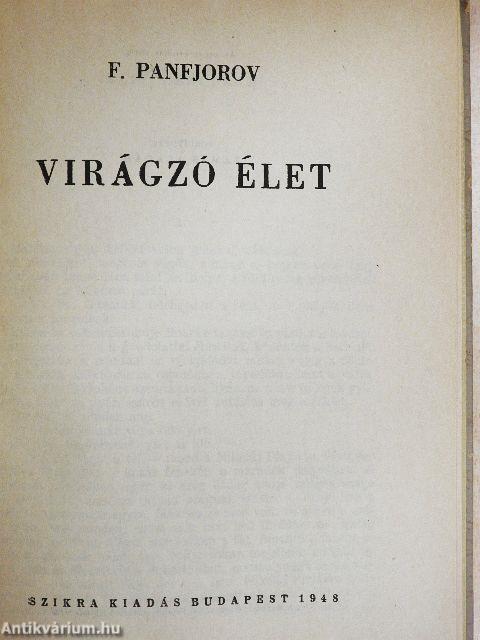 F. PANFJOROV
VIRÁGZÓ ÉLET
SZIKRA KIADÁS BUDAPEST 1948
Antikvárium.hu